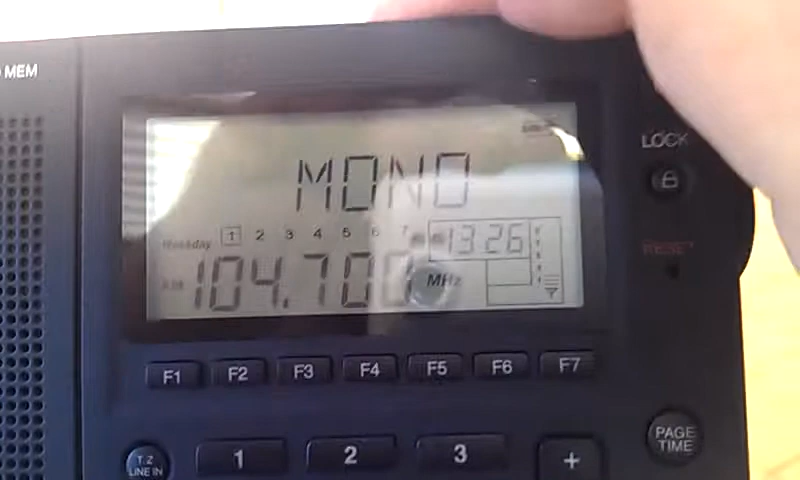 MEM
MONO
LOCK
1 2 3 4 5 6 7
13 26
RESET
104.700 MHz
F1 F2 F3 F4 F5 F6 F7
T.Z
LINE IN
1 2 3 +
PAGE
TIME